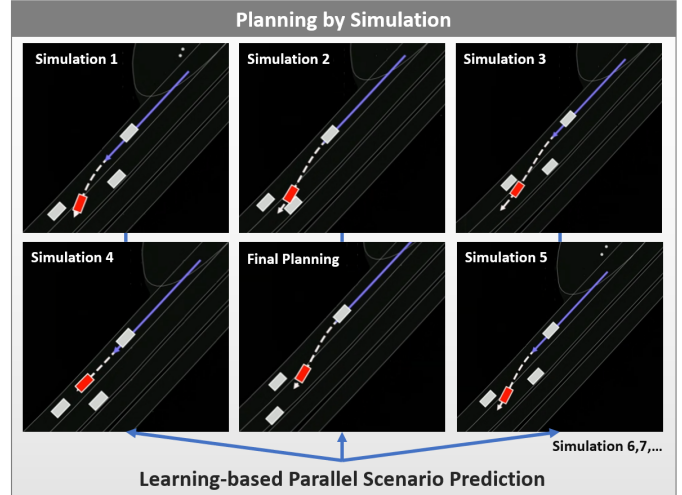 Planning by Simulation
Simulation 1
Simulation 2
Simulation 3
Simulation 4
Final Planning
Simulation 5
Simulation 6,7,...
Learning-based Parallel Scenario Prediction